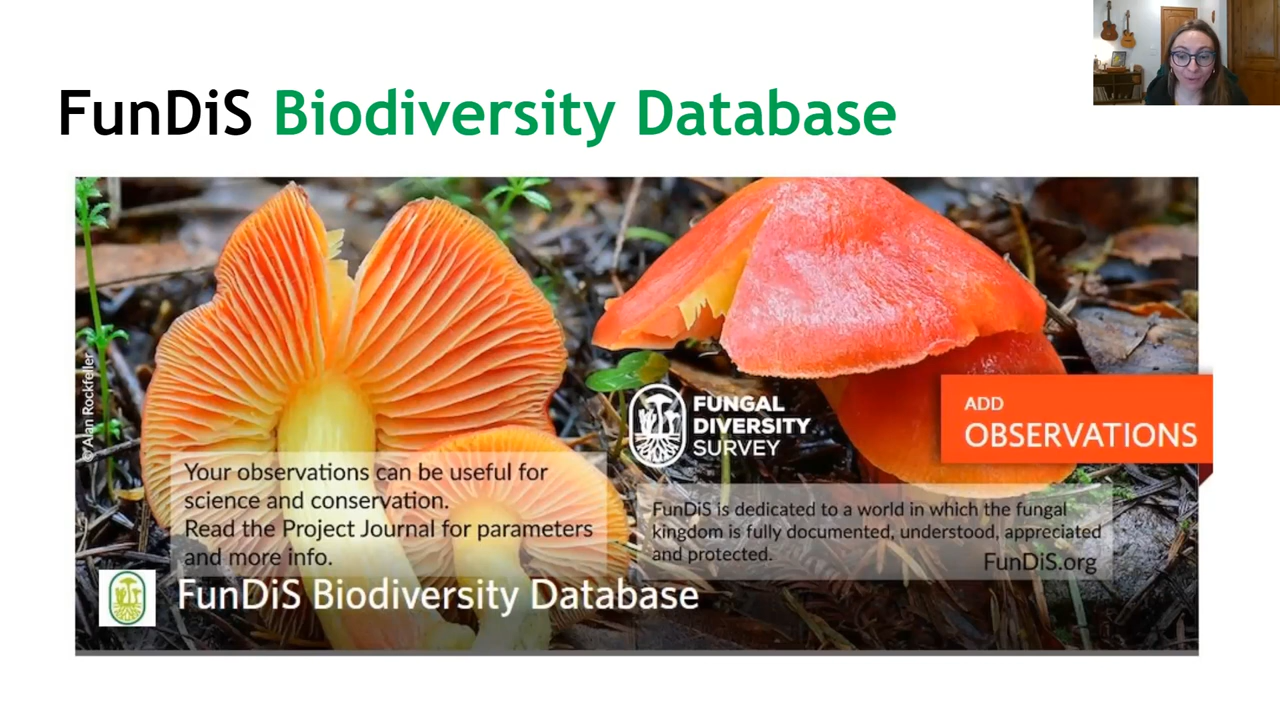 FunDiS Biodiversity Database
© Alan Rockfeller
FUNGAL
DIVERSITY
SURVEY
ADD
OBSERVATIONS
Your observations can be useful for
science and conservation.
Read the Project Journal for parameters
and more info.
FunDiS is dedicated to a world in which the fungal
kingdom is fully documented, understood, appreciated
and protected.
FunDiS.org
FunDiS Biodiversity Database